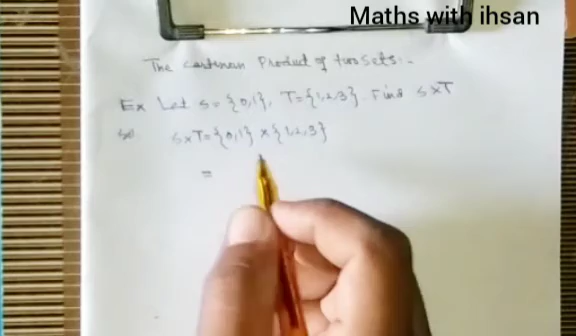 Maths with ihsan
The cartesian Product of two sets:-
Ex Let S={0,1}, T={1,2,3}. Find S×T
Sol S×T={0,1}×{1,2,3}
=